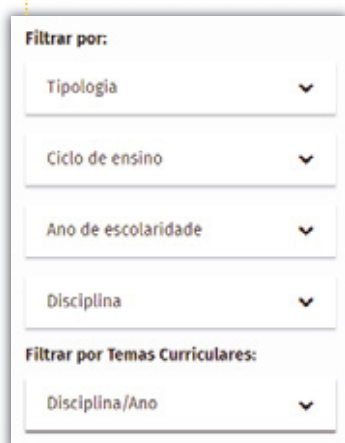 Filtrar por:
Tipologia
Ciclo de ensino
Ano de escolaridade
Disciplina
Filtrar por Temas Curriculares:
Disciplina/Ano